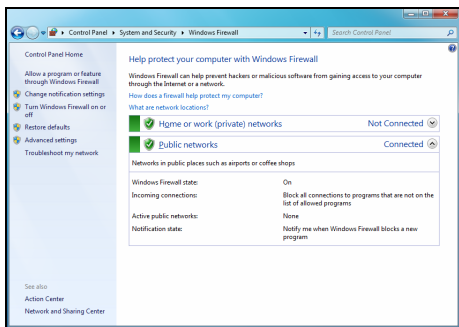 Control Panel ▸ System and Security ▸ Windows Firewall
Search Control Panel
Control Panel Home
Allow a program or feature
through Windows Firewall
Change notification settings
Turn Windows Firewall on or
off
Restore defaults
Advanced settings
Troubleshoot my network
See also
Action Center
Network and Sharing Center
Help protect your computer with Windows Firewall
Windows Firewall can help prevent hackers or malicious software from gaining access to your computer
through the Internet or a network.
How does a firewall help protect my computer?
What are network locations?
Home or work (private) networks Not Connected
Public networks Connected
Networks in public places such as airports or coffee shops
Windows Firewall state: On
Incoming connections: Block all connections to programs that are not on the
list of allowed programs
Active public networks: None
Notification state: Notify me when Windows Firewall blocks a new
program